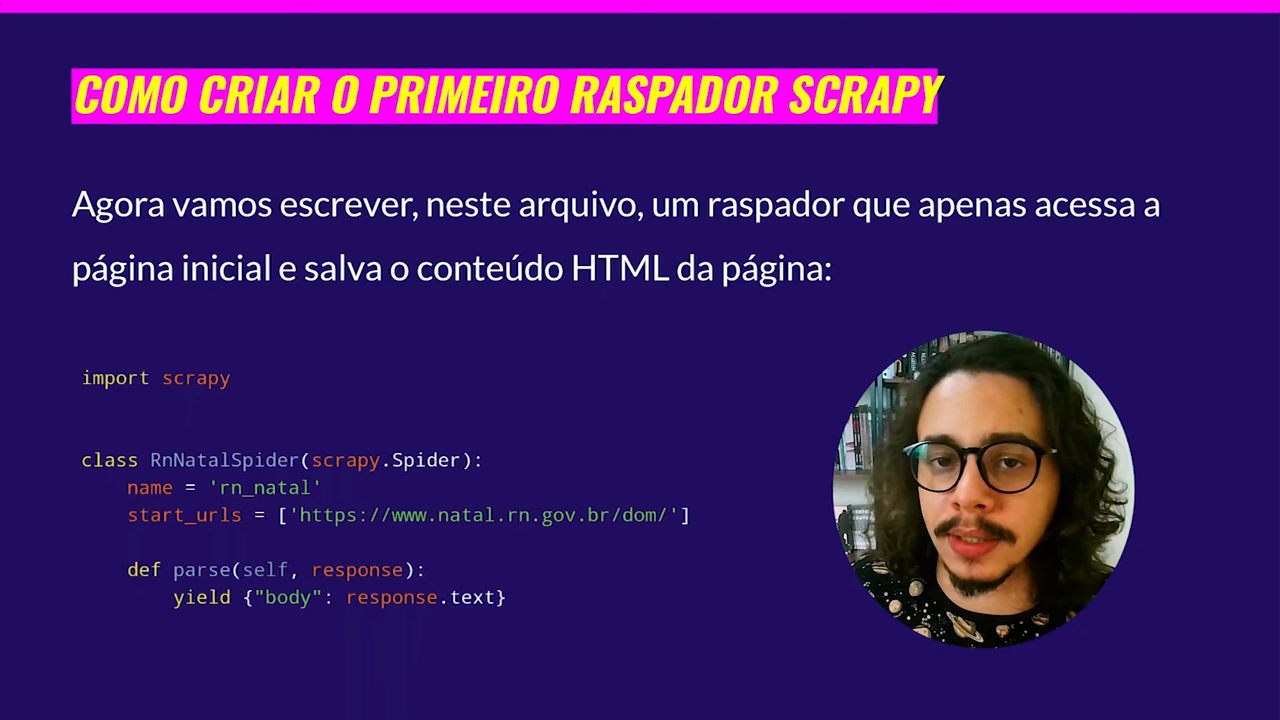 COMO CRIAR O PRIMEIRO RASPADOR SCRAPY
Agora vamos escrever, neste arquivo, um raspador que apenas acessa a
página inicial e salva o conteúdo HTML da página:
import scrapy
class RnNatalSpider(scrapy.Spider):
    name = 'rn_natal'
    start_urls = ['https://www.natal.rn.gov.br/dom/']
    def parse(self, response):
        yield {"body": response.text}